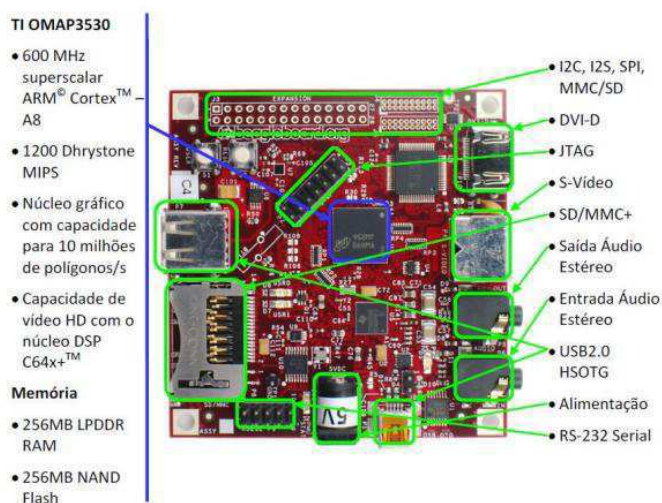 TI OMAP3530
• 600 MHz
superscalar
ARM© Cortex™ –
A8
• 1200 Dhrystone
MIPS
• Núcleo gráfico
com capacidade
para 10 milhões
de polígonos/s
• Capacidade de
vídeo HD com o
núcleo DSP
C64x+™
Memória
• 256MB LPDDR
RAM
• 256MB NAND
Flash
EXPANSION
beagleboard.org
C4
5VDC
5V
• I2C, I2S, SPI,
MMC/SD
• DVI-D
• JTAG
• S-Vídeo
• SD/MMC+
• Saída Áudio
Estéreo
• Entrada Áudio
Estéreo
• USB2.0
HSOTG
• Alimentação
• RS-232 Serial